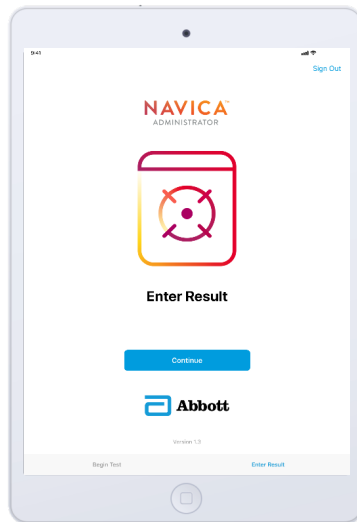 9:41
Sign Out
NAVICA™
ADMINISTRATOR
Enter Result
Continue
Abbott
Version 1.3
Begin Test Enter Result